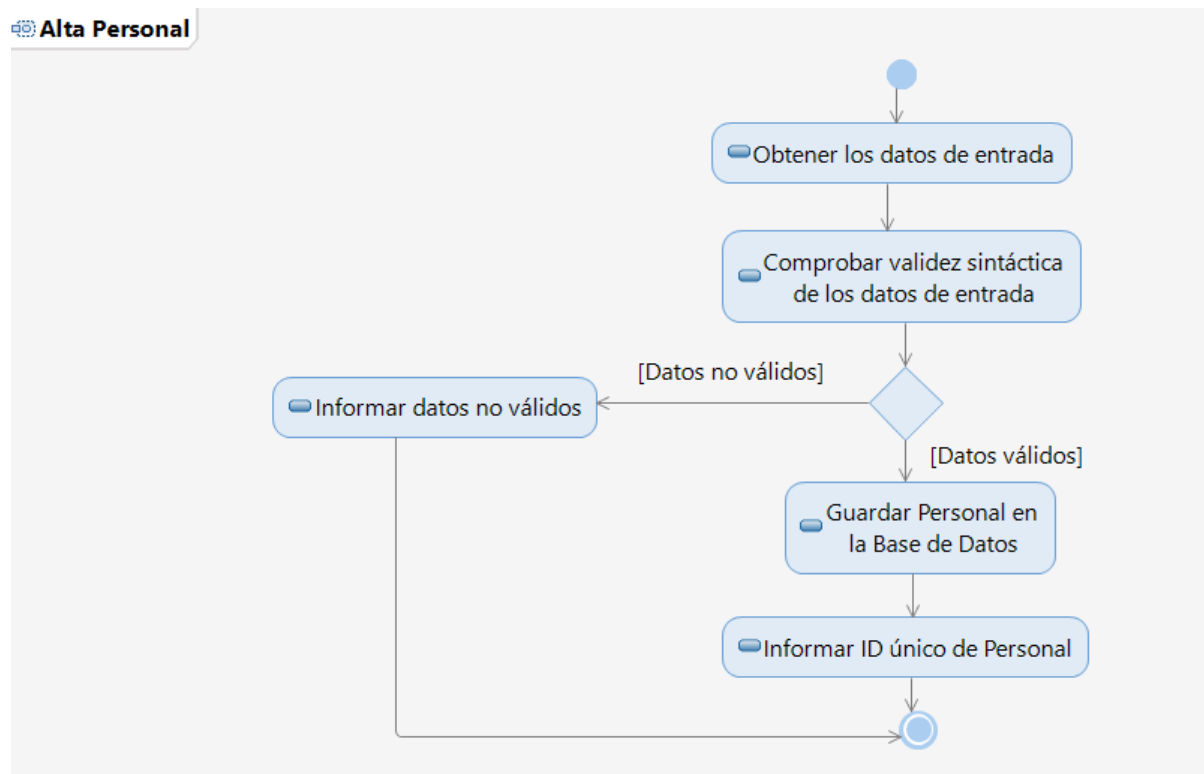 Alta Personal
Obtener los datos de entrada
Comprobar validez sintáctica
de los datos de entrada
[Datos no válidos]
Informar datos no válidos
[Datos válidos]
Guardar Personal en
la Base de Datos
Informar ID único de Personal